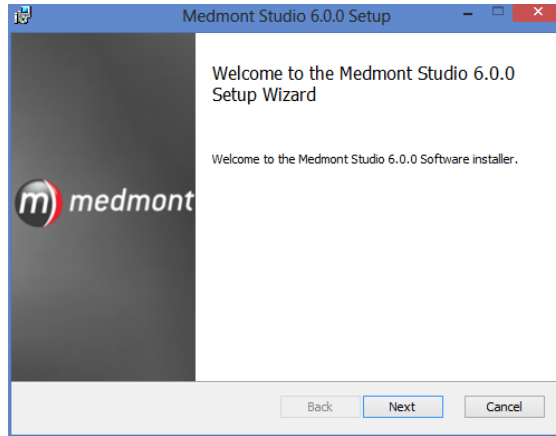 Medmont Studio 6.0.0 Setup
Welcome to the Medmont Studio 6.0.0
Setup Wizard
Welcome to the Medmont Studio 6.0.0 Software installer.
m) medmont
Back Next Cancel